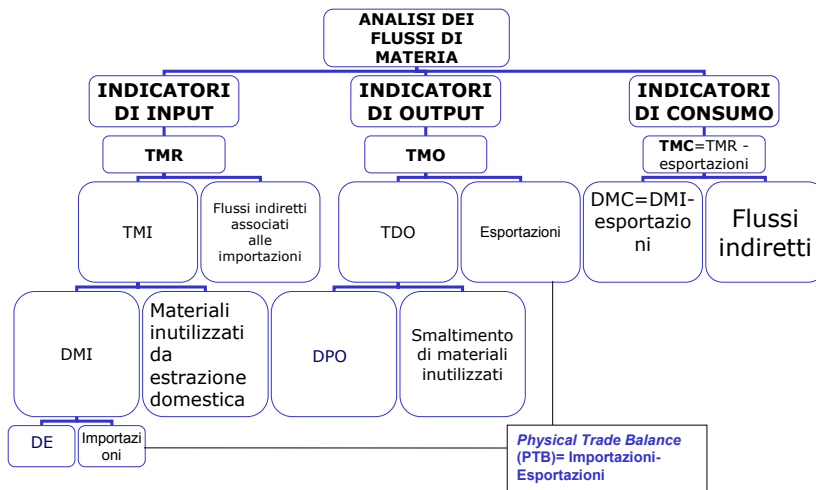 ANALISI DEI
FLUSSI DI
MATERIA
INDICATORI
DI INPUT
INDICATORI
DI OUTPUT
INDICATORI
DI CONSUMO
TMR
TMO
TMC=TMR -
esportazioni
TMI
Flussi indiretti
associati
alle
importazioni
TDO
Esportazioni
DMC=DMI-
esportazio
ni
Flussi
indiretti
DMI
Materiali
inutilizzati
da
estrazione
domestica
DPO
Smaltimento
di materiali
inutilizzati
DE
Importazi
oni
Physical Trade Balance
(PTB)= Importazioni-
Esportazioni